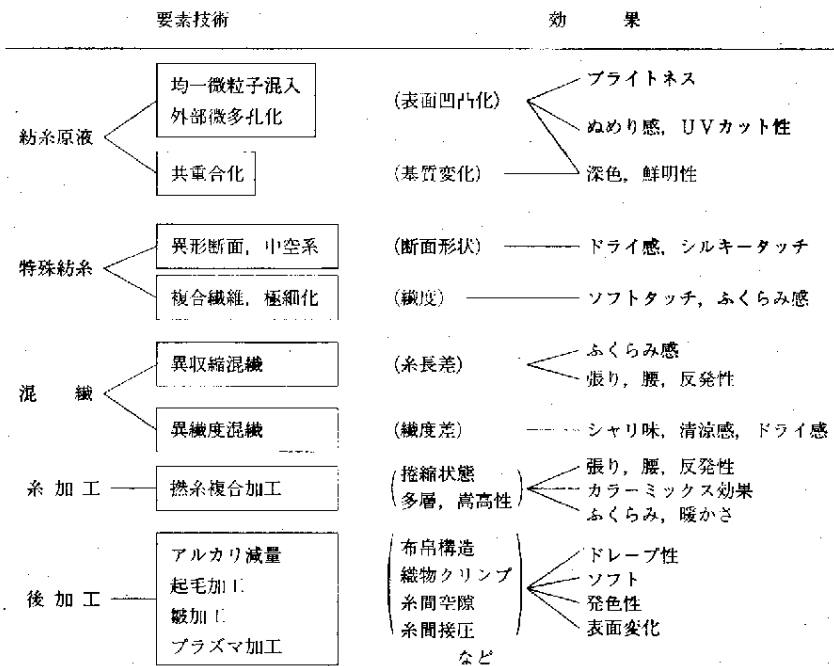 要素技術 効果
均一微粒子混入
外部微多孔化
(表面凹凸化)
ブライトネス
ぬめり感，UVカット性
紡糸原液
共重合化 (基質変化) 深色，鮮明性
特殊紡糸
異形断面，中空系 (断面形状) ドライ感，シルキータッチ
複合繊維，極細化 (繊度) ソフトタッチ，ふくらみ感
混繊
異収縮混繊 (糸長差)
ふくらみ感
張り，腰，反発性
異繊度混繊 (繊度差) シャリ味，清涼感，ドライ感
糸加工 撚糸複合加工
(捲縮状態
多層，嵩高性)
張り，腰，反発性
カラーミックス効果
ふくらみ，暖かさ
後加工
アルカリ減量
起毛加工
皺加工
プラズマ加工
(布帛構造
織物クリンプ
糸間空隙
糸間接圧)
など
ドレープ性
ソフト
発色性
表面変化